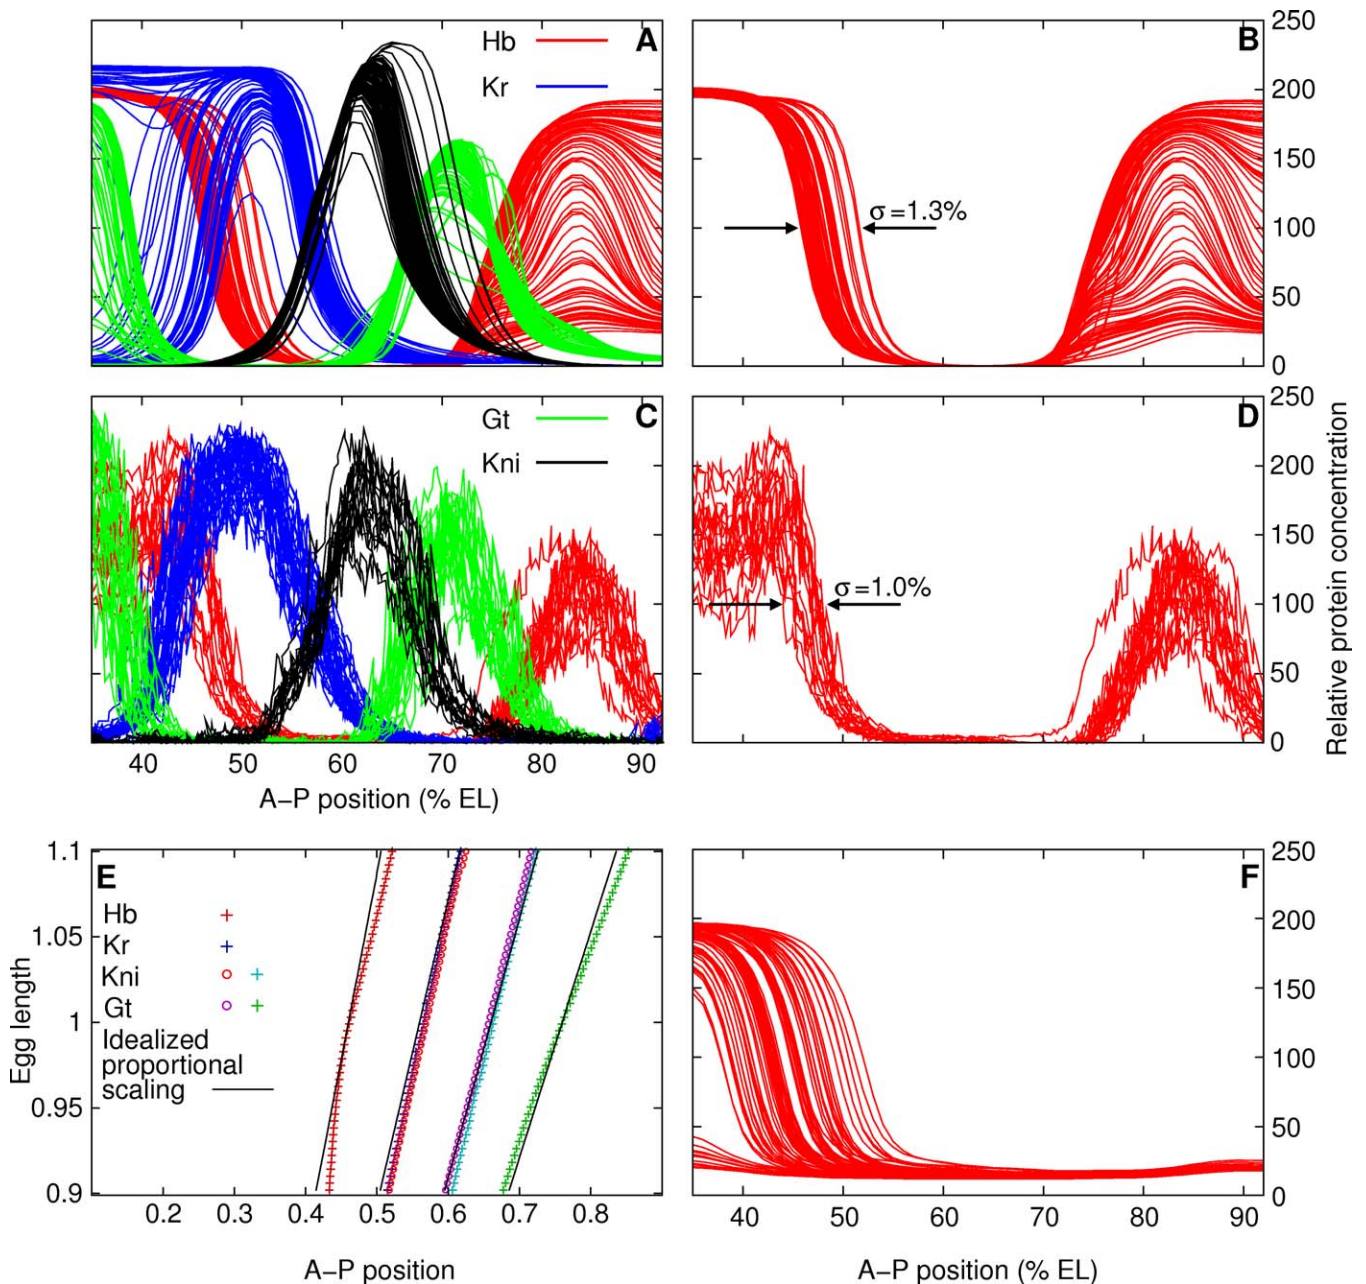 Hb
A
Kr
B
250
200
150
100
50
0
σ=1.3%
Gt
C
Kni
D
250
200
150
100
50
0
σ=1.0%
Relative protein concentration
40 50 60 70 80 90
A–P position (% EL)
E
1.1
1.05
1
0.95
0.9
Egg length
Hb
Kr
Kni
Gt
Idealized
proportional
scaling
0.2 0.3 0.4 0.5 0.6 0.7 0.8
A–P position
F
250
200
150
100
50
0
40 50 60 70 80 90
A–P position (% EL)